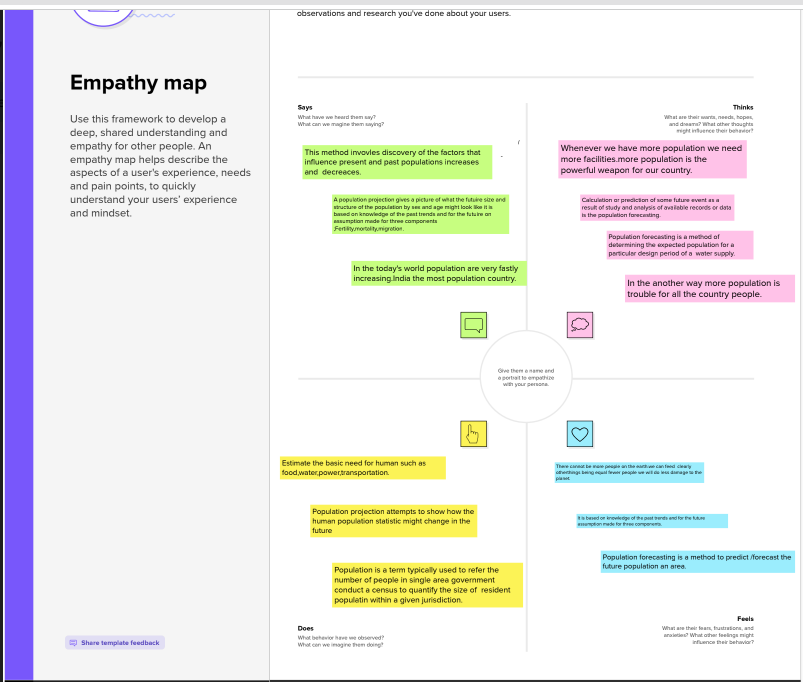 observations and research you've done about your users.
Empathy map
Use this framework to develop a
deep, shared understanding and
empathy for other people. An
empathy map helps describe the
aspects of a user's experience, needs
and pain points, to quickly
understand your users' experience
and mindset.
Share template feedback
Says
What have we heard them say?
What can we imagine them saying?
This method invovles discovery of the factors that
influence present and past populations increases
and decreaces.
A population projection gives a picture of what the futuire size and
structure of the population by sex and age might look like it is
based on knowledge of the past trends and for the futuire on
assumption made for three components
;Fertility,mortality,migration.
In the today's world population are very fastly
increasing.India the most population country.
Thinks
What are their wants, needs, hopes,
and dreams? What other thoughts
might influence their behavior?
Whenever we have more population we need
more facilities.more population is the
powerful weapon for our country.
Calculation or prediction of some future event as a
result of study and analysis of available records or data
is the population forecasting.
Population forecasting is a method of
determining the expected population for a
particular design period of a water supply.
In the another way more population is
trouble for all the country people.
Give them a name and
a portrait to empathize
with your persona.
Estimate the basic need for human such as
food,water,power,transportation.
Population projection attempts to show how the
human population statistic might change in the
future
Population is a term typically used to refer the
number of people in single area government
conduct a census to quantify the size of resident
populatin within a given jurisdiction.
Does
What behavior have we observed?
What can we imagine them doing?
There cannot be more people on the earth.we can feed clearly
otherthings being equal fewer people we will do less damage to the
planet
It is based on knowledge of the past trends and for the future
assumption made for three components.
Population forecasting is a method to predict /forecast the
future population an area.
Feels
What are their fears, frustrations, and
anxieties? What other feelings might
influence their behavior?